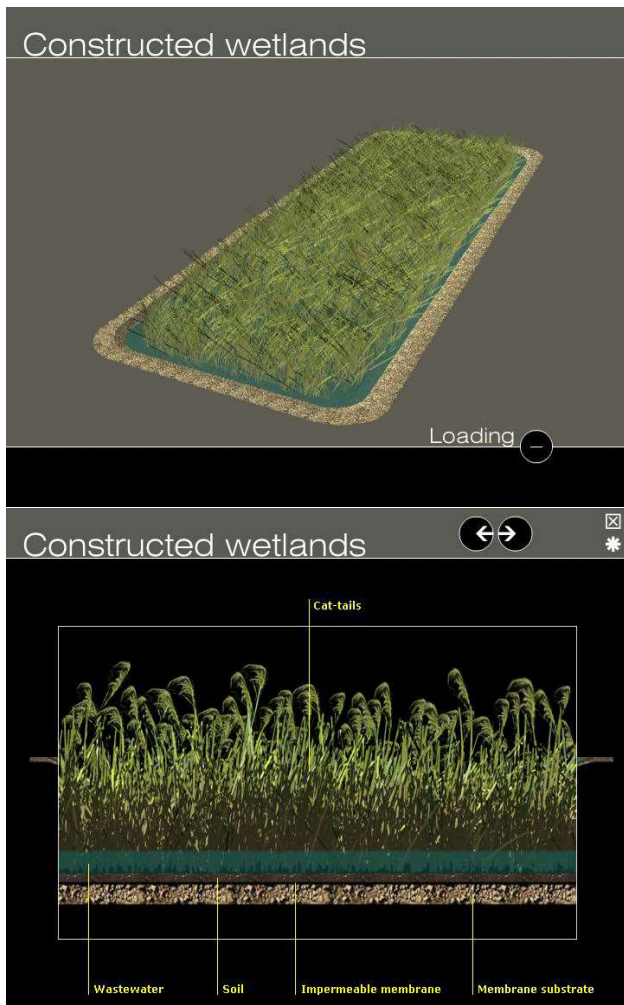 Constructed wetlands
Loading
Constructed wetlands
Cat-tails
Wastewater
Soil
Impermeable membrane
Membrane substrate